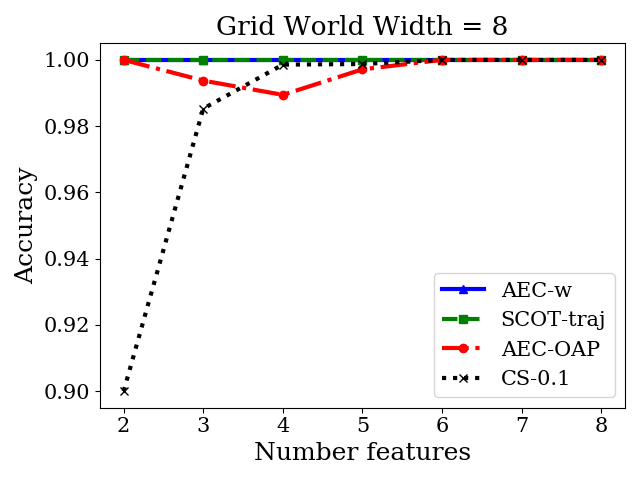 Grid World Width = 8
1.00
0.98
0.96
0.94
0.92
0.90
Accuracy
2 3 4 5 6 7 8
Number features
AEC-w
SCOT-traj
AEC-OAP
CS-0.1